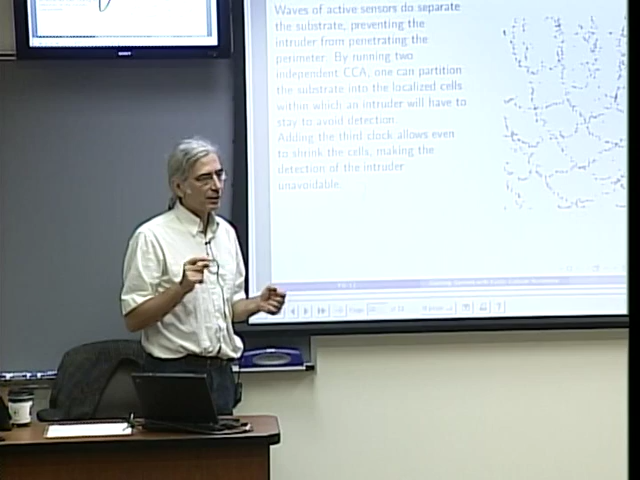 Waves of active sensors do separate
the substrate, preventing the
intruder from penetrating the
perimeter. By running two
independent CCA, one can partition
the substrate into the localized cells
within which an intruder will have to
stay to avoid detection.
Adding the third clock allows even
to shrink the cells, making the
detection of the intruder
unavoidable.
SONY
Page